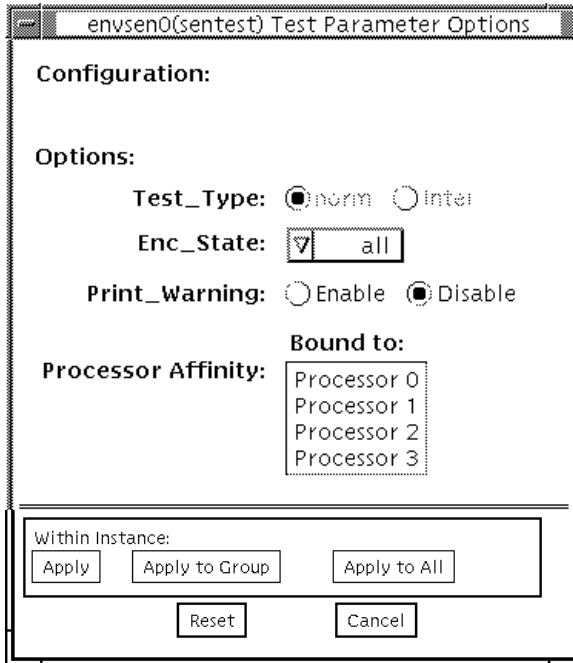 envsen0(sentest) Test Parameter Options
Configuration:
Options:
Test_Type: norm inter
Enc_State: all
Print_Warning: Enable Disable
Bound to:
Processor Affinity:
Processor 0
Processor 1
Processor 2
Processor 3
Within Instance:
Apply Apply to Group Apply to All
Reset Cancel